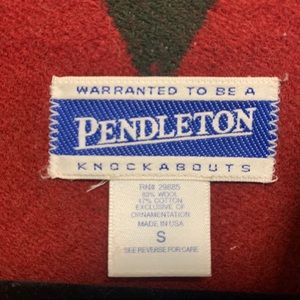 WARRANTED TO BE A
PENDLETON
KNOCKABOUTS
RN# 29685
83% WOOL
17% COTTON
EXCLUSIVE OF
ORNAMENTATION
MADE IN USA
S
SEE REVERSE FOR CARE